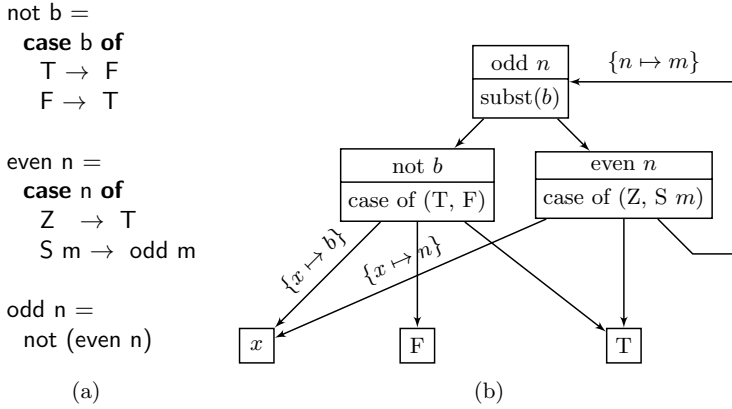 not b =
case b of
T → F
F → T
even n =
case n of
Z → T
S m → odd m
odd n =
not (even n)
(a)
odd n
subst(b)
{n ↦ m}
not b
case of (T, F)
even n
case of (Z, S m)
{x ↦ b}
{x ↦ n}
x
F
T
(b)